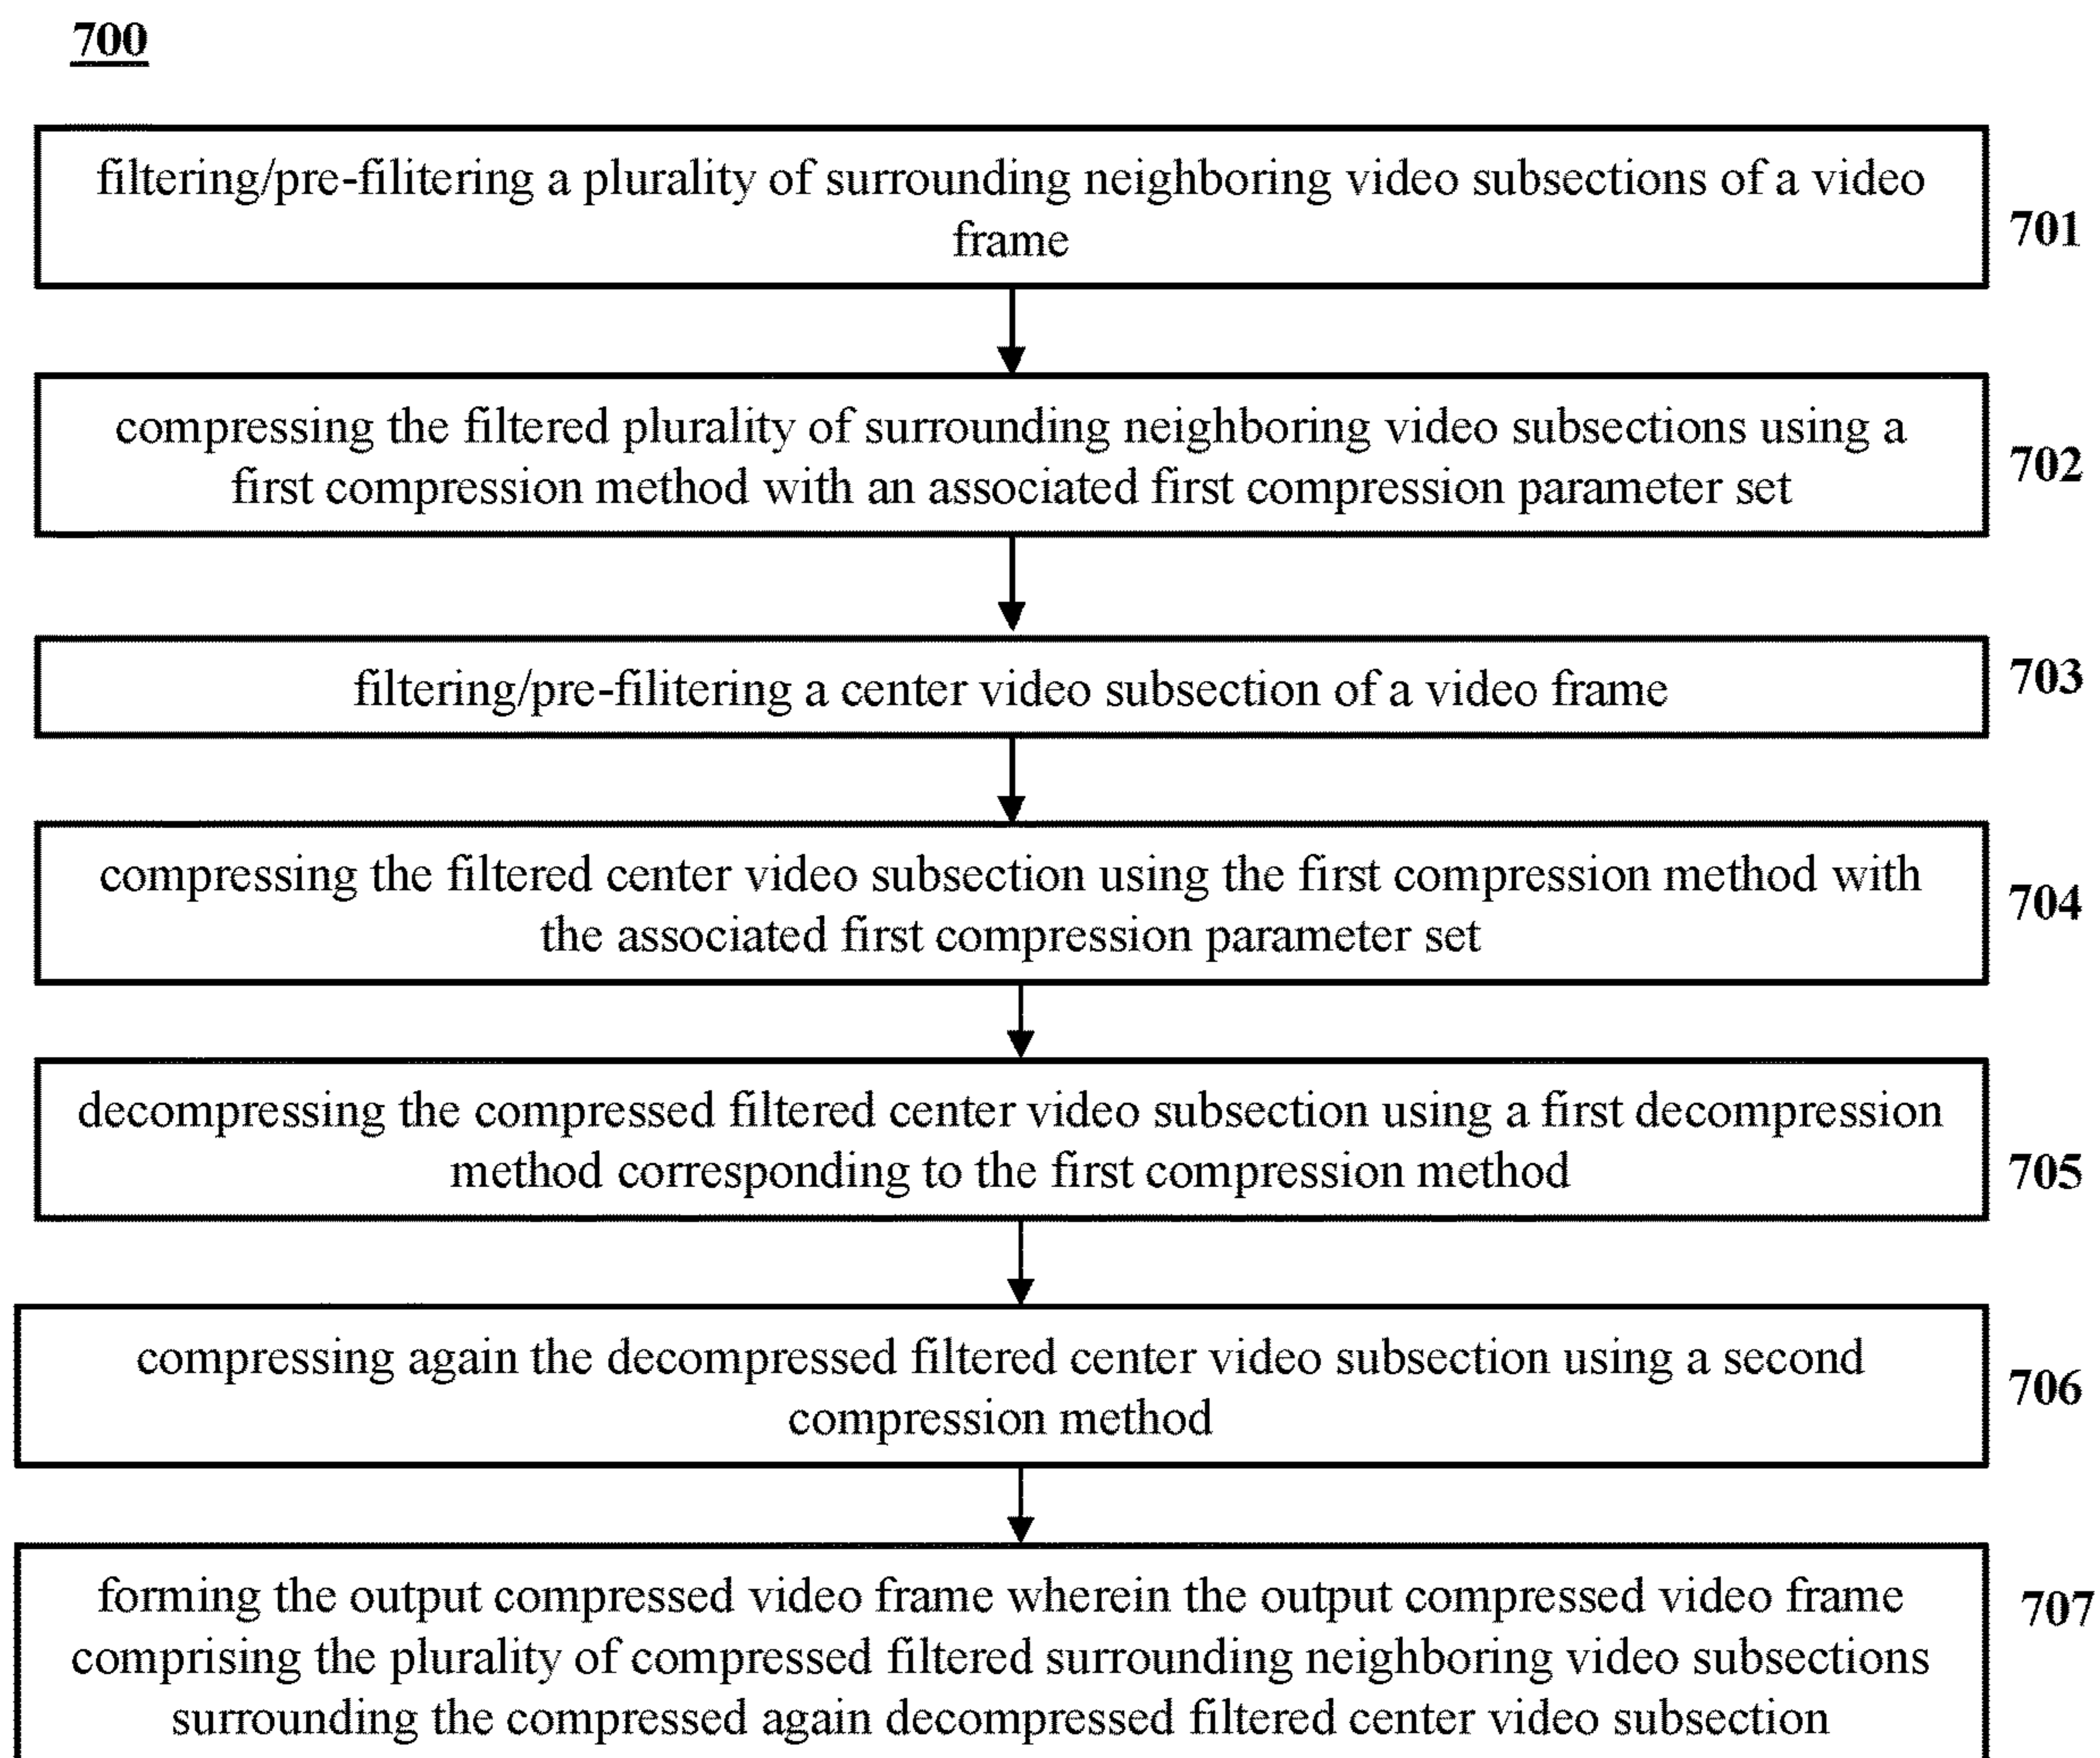 700
filtering/pre-filitering a plurality of surrounding neighboring video subsections of a video
frame
701
compressing the filtered plurality of surrounding neighboring video subsections using a
first compression method with an associated first compression parameter set
702
filtering/pre-filitering a center video subsection of a video frame
703
compressing the filtered center video subsection using the first compression method with
the associated first compression parameter set
704
decompressing the compressed filtered center video subsection using a first decompression
method corresponding to the first compression method
705
compressing again the decompressed filtered center video subsection using a second
compression method
706
forming the output compressed video frame wherein the output compressed video frame
comprising the plurality of compressed filtered surrounding neighboring video subsections
surrounding the compressed again decompressed filtered center video subsection
707